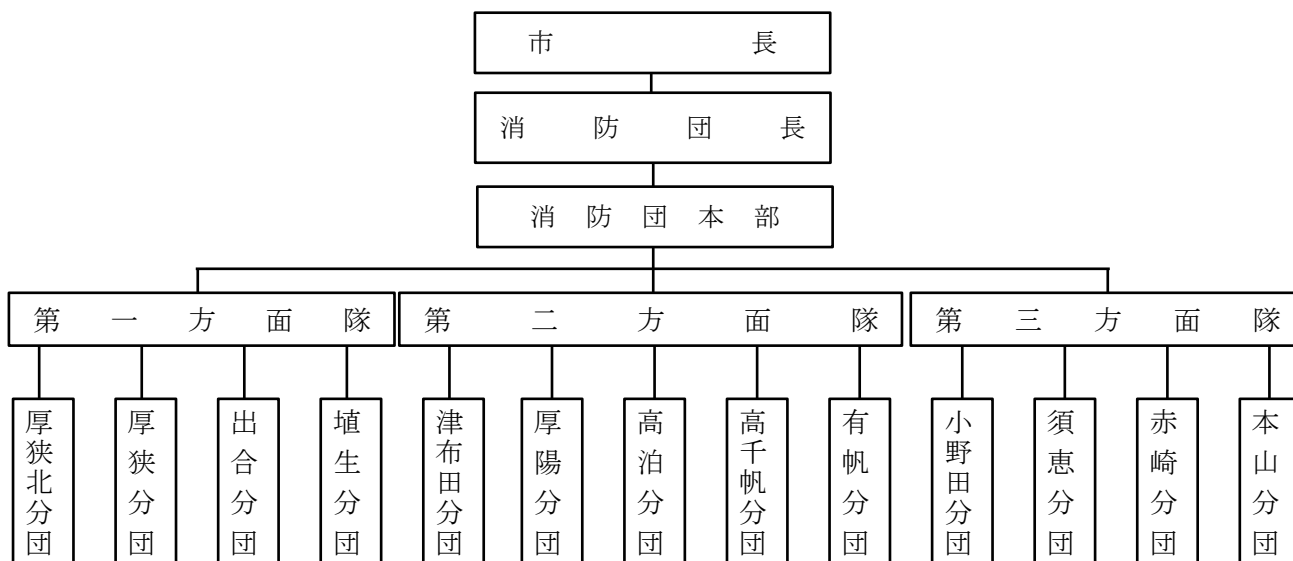 市長
消防団長
消防団本部
第一方面隊
第二方面隊
第三方面隊
厚狭北分団
厚狭分団
出合分団
埴生分団
津布田分団
厚陽分団
高泊分団
高千帆分団
有帆分団
小野田分団
須恵分団
赤崎分団
本山分団